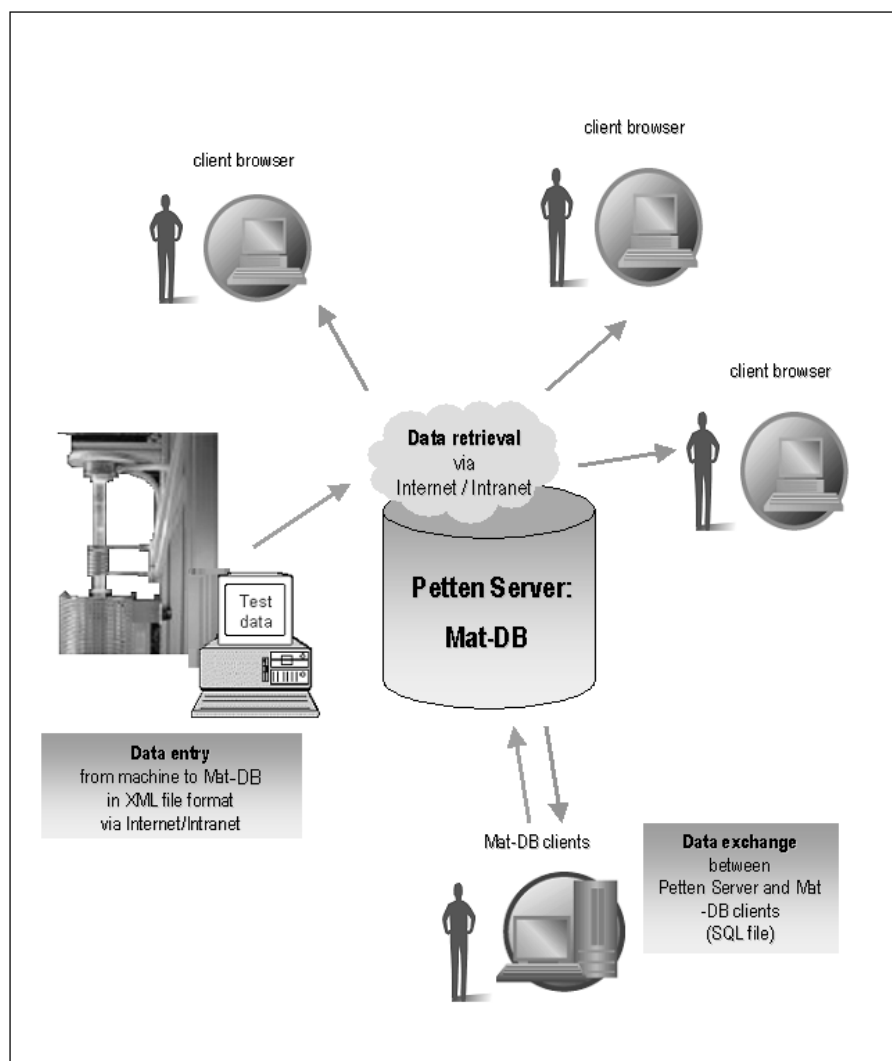 client browser
client browser
client browser
Data retrieval
via
Internet / Intranet
Petten Server:
Mat-DB
Test
data
Data entry
from machine to Mat-DB
in XML file format
via Internet/Intranet
Mat-DB clients
Data exchange
between
Petten Server and Mat
-DB clients
(SQL file)